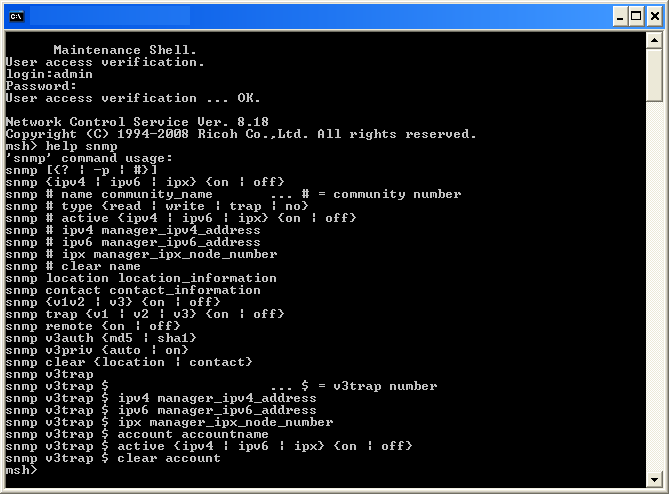 C:\
Maintenance Shell.
User access verification.
login:admin
Password:
User access verification ... OK.
Network Control Service Ver. 8.18
Copyright (C) 1994-2008 Ricoh Co.,Ltd. All rights reserved.
msh> help snmp
'snmp' command usage:
snmp [{? | -p | #}]
snmp {ipv4 | ipv6 | ipx} {on | off}
snmp # name community_name       ... # = community number
snmp # type {read | write | trap | no}
snmp # active {ipv4 | ipv6 | ipx} {on | off}
snmp # ipv4 manager_ipv4_address
snmp # ipv6 manager_ipv6_address
snmp # ipx manager_ipx_node_number
snmp # clear name
snmp location location_information
snmp contact contact_information
snmp {v1v2 | v3} {on | off}
snmp trap {v1 | v2 | v3} {on | off}
snmp remote {on | off}
snmp v3auth {md5 | sha1}
snmp v3priv {auto | on}
snmp clear {location | contact}
snmp v3trap
snmp v3trap $                    ... $ = v3trap number
snmp v3trap $ ipv4 manager_ipv4_address
snmp v3trap $ ipv6 manager_ipv6_address
snmp v3trap $ ipx manager_ipx_node_number
snmp v3trap $ account accountname
snmp v3trap $ active {ipv4 | ipv6 | ipx} {on | off}
snmp v3trap $ clear account
msh>